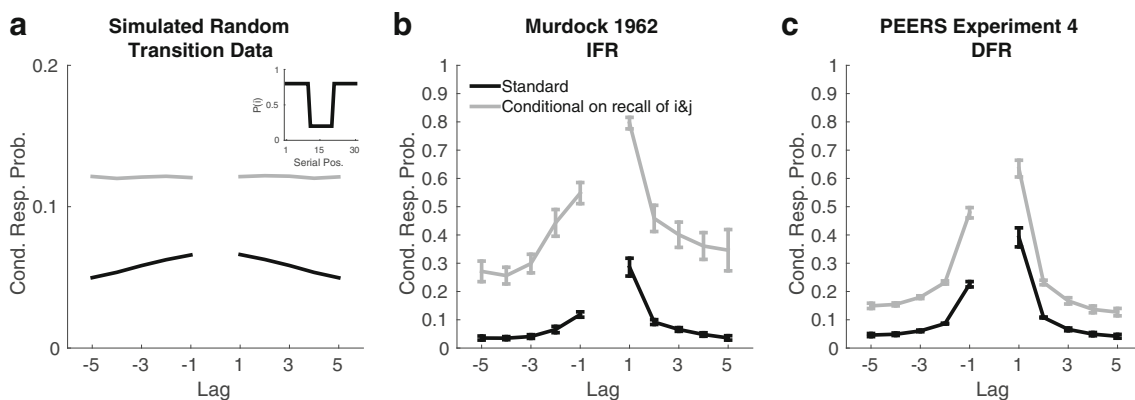 a
Simulated Random
Transition Data
0.2
0.1
0
Cond. Resp. Prob.
-5 -3 -1 1 3 5
Lag
1
0.5
0
P(i)
1 15 30
Serial Pos.
b
Murdock 1962
IFR
Standard
Conditional on recall of i&j
1
0.9
0.8
0.7
0.6
0.5
0.4
0.3
0.2
0.1
0
Cond. Resp. Prob.
-5 -3 -1 1 3 5
Lag
c
PEERS Experiment 4
DFR
1
0.9
0.8
0.7
0.6
0.5
0.4
0.3
0.2
0.1
0
Cond. Resp. Prob.
-5 -3 -1 1 3 5
Lag